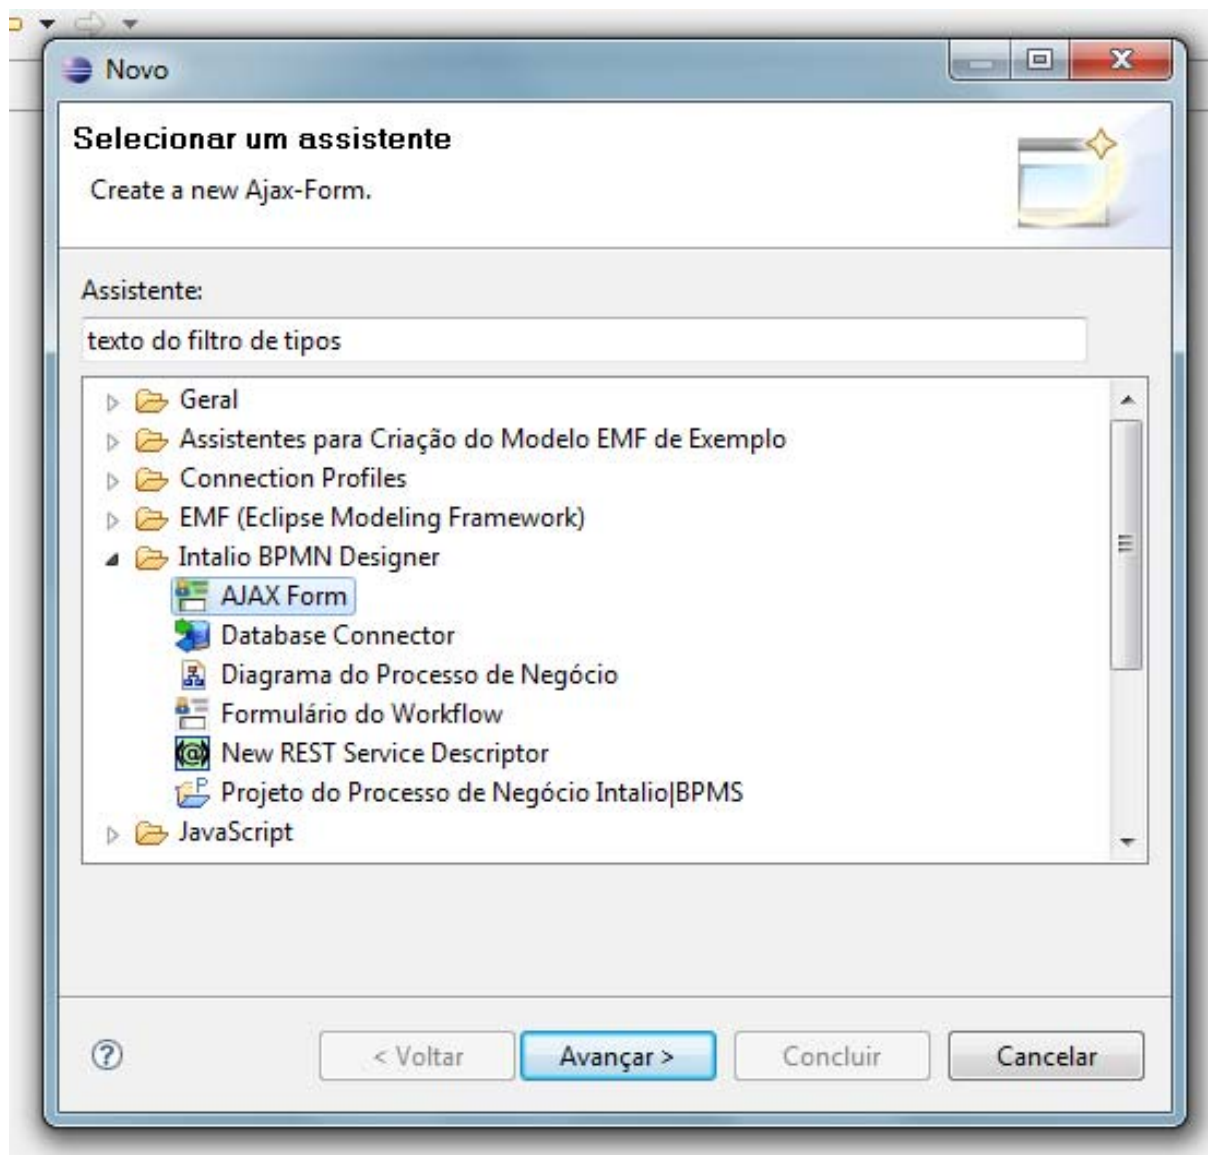 Novo
Selecionar um assistente
Create a new Ajax-Form.
Assistente:
texto do filtro de tipos
Geral
Assistentes para Criação do Modelo EMF de Exemplo
Connection Profiles
EMF (Eclipse Modeling Framework)
Intalio BPMN Designer
AJAX Form
Database Connector
Diagrama do Processo de Negócio
Formulário do Workflow
New REST Service Descriptor
Projeto do Processo de Negócio Intalio|BPMS
JavaScript
< Voltar Avançar > Concluir Cancelar